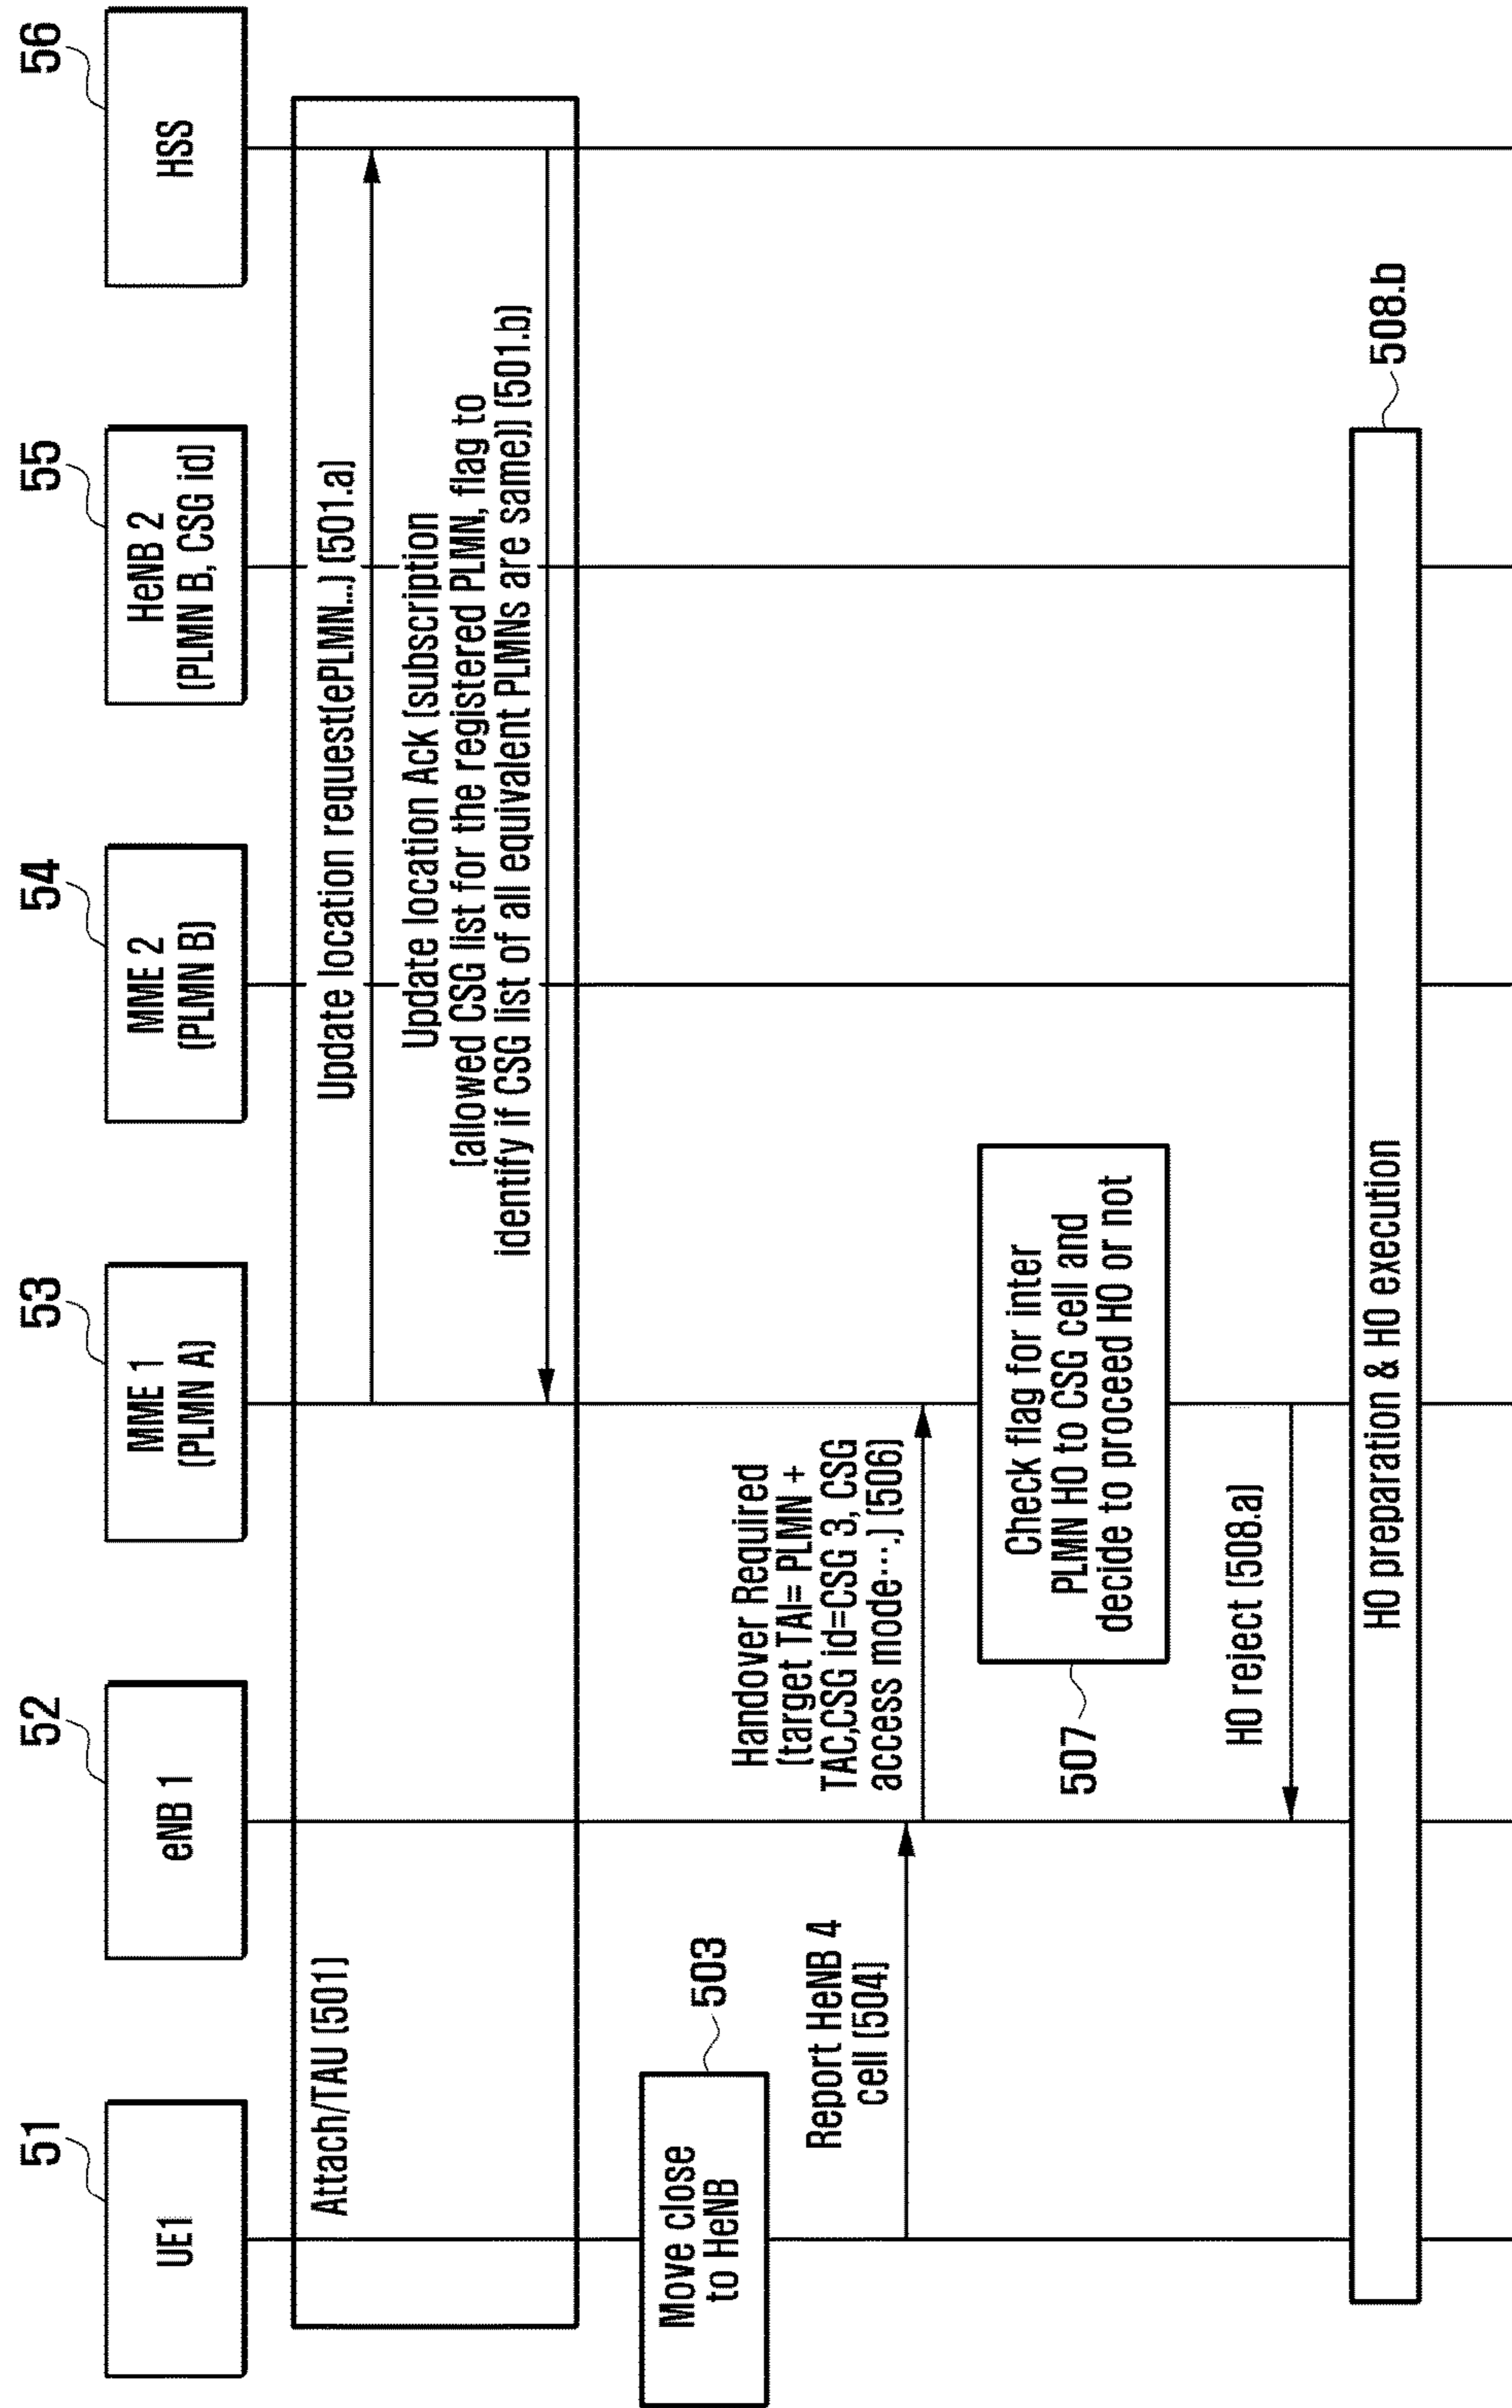 51
52
53
54
55
56
UE1
eNB 1
MME 1
(PLMN A)
MME 2
(PLMN B)
HeNB 2
(PLMN B, CSG id)
HSS
Attach/TAU (501)
Update location request(ePLMN...) (501.a)
Update location Ack (subscription
(allowed CSG list for the registered PLMN, flag to
identify if CSG list of all equivalent PLMNs are same)) (501.b)
Move close
to HeNB
503
Report HeNB 4
cell (504)
Handover Required
(target TAI= PLMN +
TAC,CSG id=CSG 3, CSG
access mode···.) (506)
507
Check flag for inter
PLMN HO to CSG cell and
decide to proceed HO or not
HO reject (508.a)
HO preparation & HO execution
508.b